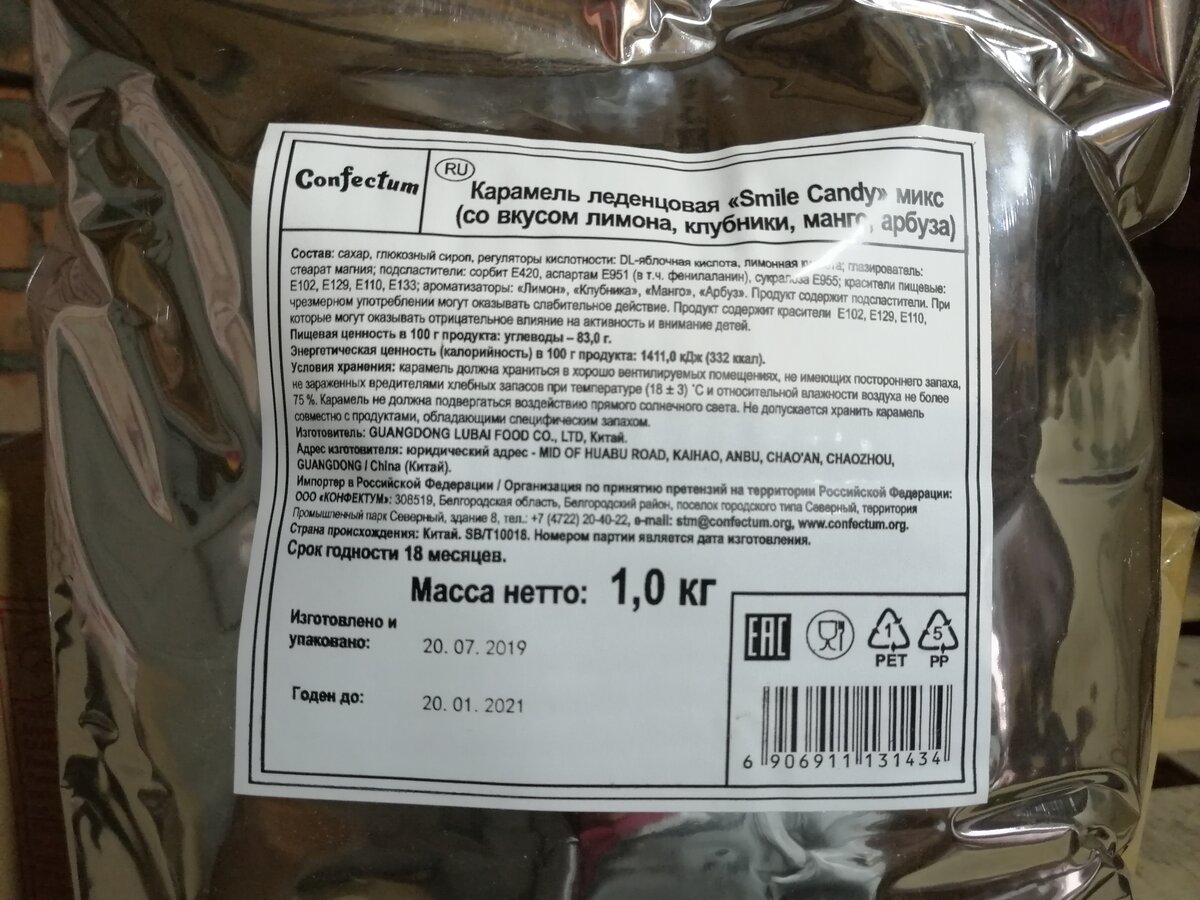 Confectum
RU
Карамель леденцовая «Smile Candy» микс
(со вкусом лимона, клубники, манго, арбуза)
Состав: сахар, глюкозный сироп, регуляторы кислотности: DL-яблочная кислота, лимонная кислота; глазирователь:
стеарат магния; подсластители: сорбит Е420, аспартам Е951 (в т.ч. фенилаланин), сукралоза Е955; красители пищевые:
Е102, Е129, Е110, Е133; ароматизаторы: «Лимон», «Клубника», «Манго», «Арбуз». Продукт содержит подсластители. При
чрезмерном употреблении могут оказывать слабительное действие. Продукт содержит красители Е102, Е129, Е110,
которые могут оказывать отрицательное влияние на активность и внимание детей.
Пищевая ценность в 100 г продукта: углеводы – 83,0 г.
Энергетическая ценность (калорийность) в 100 г продукта: 1411,0 кДж (332 ккал).
Условия хранения: карамель должна храниться в хорошо вентилируемых помещениях, не имеющих постороннего запаха,
не зараженных вредителями хлебных запасов при температуре (18 ± 3) °С и относительной влажности воздуха не более
75 %. Карамель не должна подвергаться воздействию прямого солнечного света. Не допускается хранить карамель
совместно с продуктами, обладающими специфическим запахом.
Изготовитель: GUANGDONG LUBAI FOOD CO., LTD, Китай.
Адрес изготовителя: юридический адрес - MID OF HUABU ROAD, KAIHAO, ANBU, CHAO'AN, CHAOZHOU,
GUANGDONG / China (Китай).
Импортер в Российской Федерации / Организация по принятию претензий на территории Российской Федерации:
ООО «КОНФЕКТУМ»: 308519, Белгородская область, Белгородский район, поселок городского типа Северный, территория
Промышленный парк Северный, здание 8, тел.: +7 (4722) 20-40-22, e-mail: stm@confectum.org, www.confectum.org.
Страна происхождения: Китай. SB/T10018. Номером партии является дата изготовления.
Срок годности 18 месяцев.
Масса нетто: 1,0 кг
Изготовлено и
упаковано: 20. 07. 2019
Годен до: 20. 01. 2021
EAC
1 5
PET PP
6 906911 131434